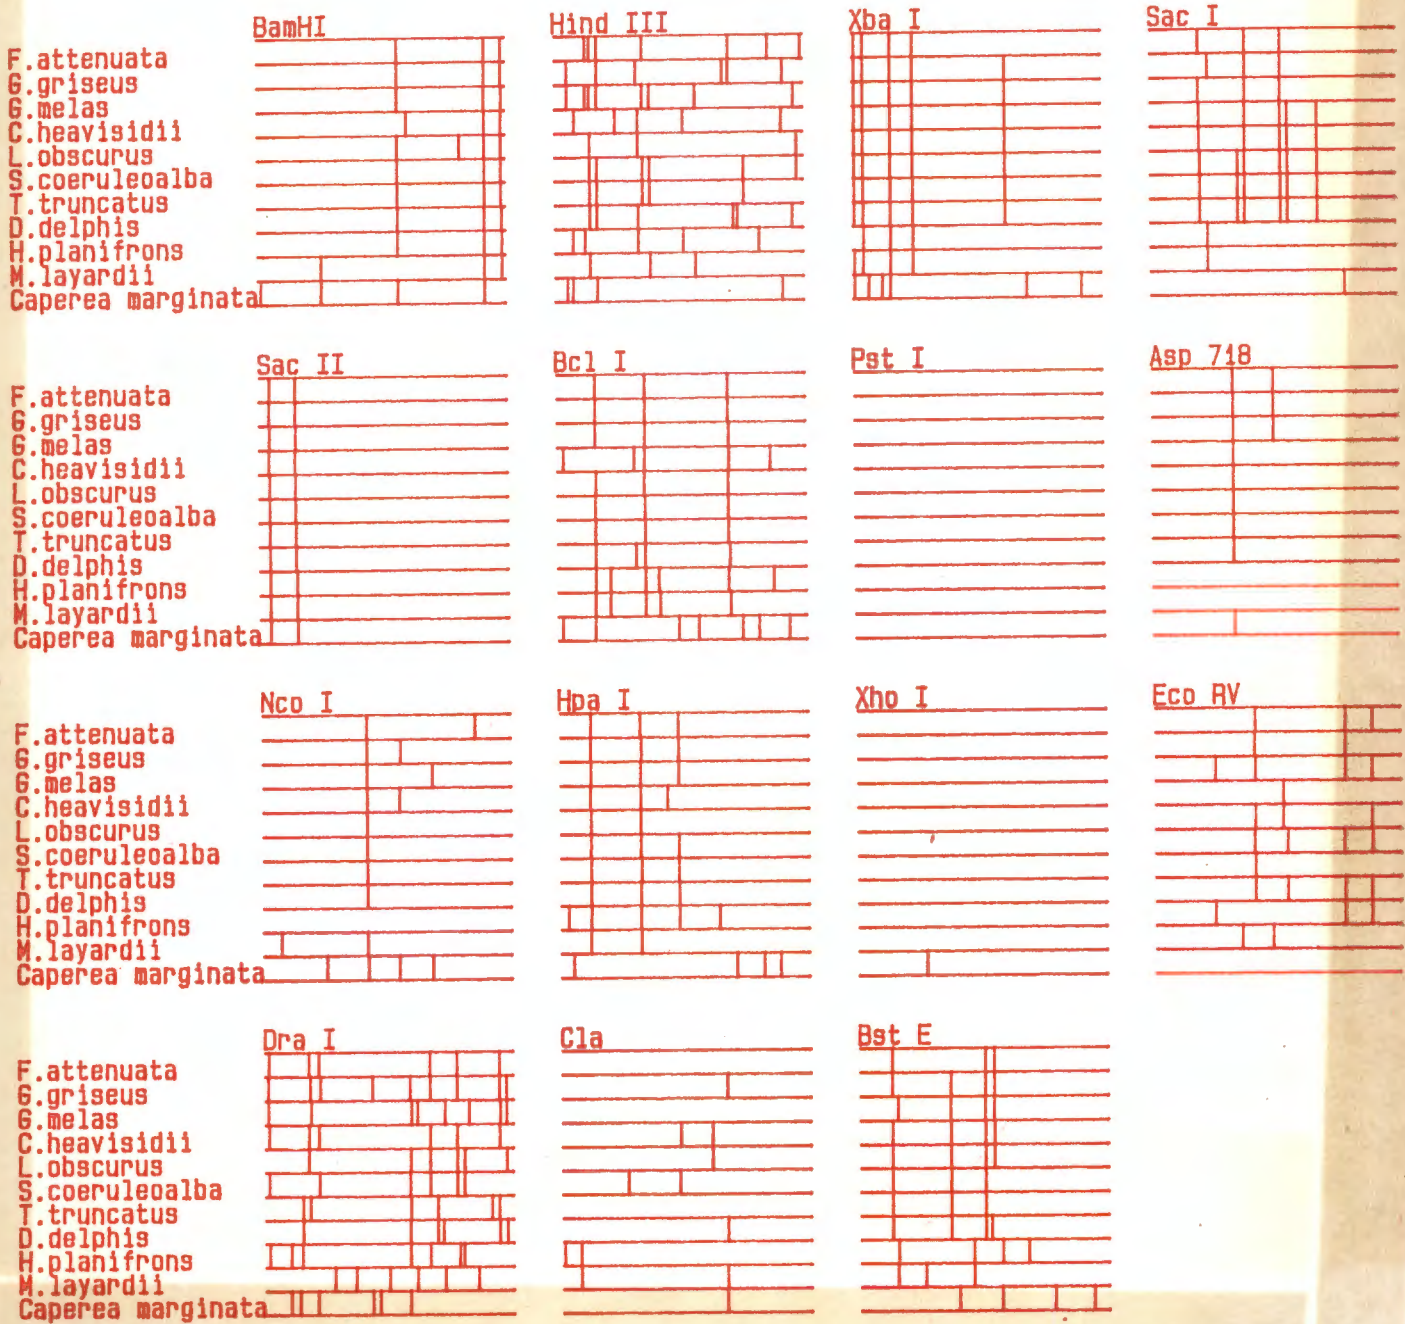 BamHI Hind III Xba I Sac I
F.attenuata
G.griseus
G.melas
C.heavisidii
L.obscurus
S.coeruleoalba
T.truncatus
D.delphis
H.planifrons
M.layardii
Caperea marginata
Sac II Bcl I Pst I Asp 718
F.attenuata
G.griseus
G.melas
C.heavisidii
L.obscurus
S.coeruleoalba
T.truncatus
D.delphis
H.planifrons
M.layardii
Caperea marginata
Nco I Hpa I Xho I Eco RV
F.attenuata
G.griseus
G.melas
C.heavisidii
L.obscurus
S.coeruleoalba
T.truncatus
D.delphis
H.planifrons
M.layardii
Caperea marginata
Dra I Cla Bst E
F.attenuata
G.griseus
G.melas
C.heavisidii
L.obscurus
S.coeruleoalba
T.truncatus
D.delphis
H.planifrons
M.layardii
Caperea marginata